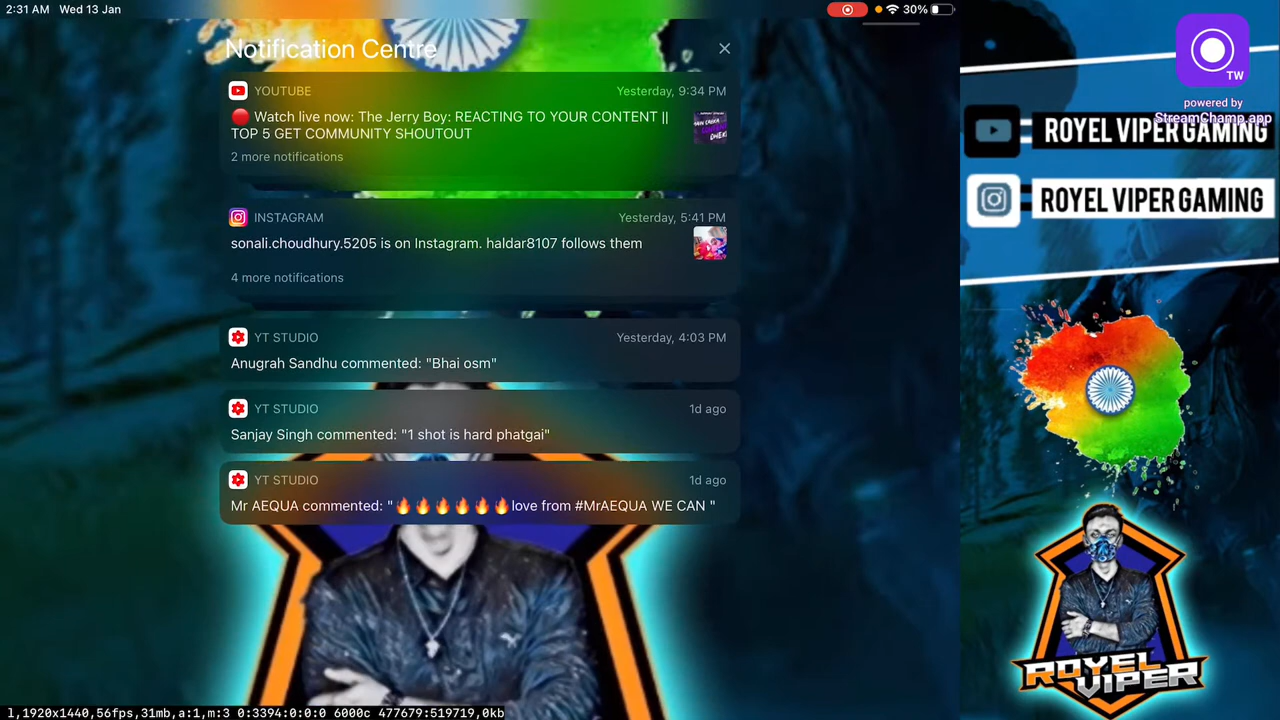 2:31 AM Wed 13 Jan
30%
Notification Centre
YOUTUBE Yesterday, 9:34 PM
🔴 Watch live now: The Jerry Boy: REACTING TO YOUR CONTENT ||
TOP 5 GET COMMUNITY SHOUTOUT
2 more notifications
INSTAGRAM Yesterday, 5:41 PM
sonali.choudhury.5205 is on Instagram. haldar8107 follows them
4 more notifications
YT STUDIO Yesterday, 4:03 PM
Anugrah Sandhu commented: "Bhai osm"
YT STUDIO 1d ago
Sanjay Singh commented: "1 shot is hard phatgai"
YT STUDIO 1d ago
Mr AEQUA commented: "🔥🔥🔥🔥🔥love from #MrAEQUA WE CAN "
l,1920x1440,56fps,31mb,a:1,m:3 0:3394:0:0:0 6000c 477679:519719,0kb
TW
powered by
StreamChamp.app
ROYEL VIPER GAMING
ROYEL VIPER GAMING
ROYEL
VIPER